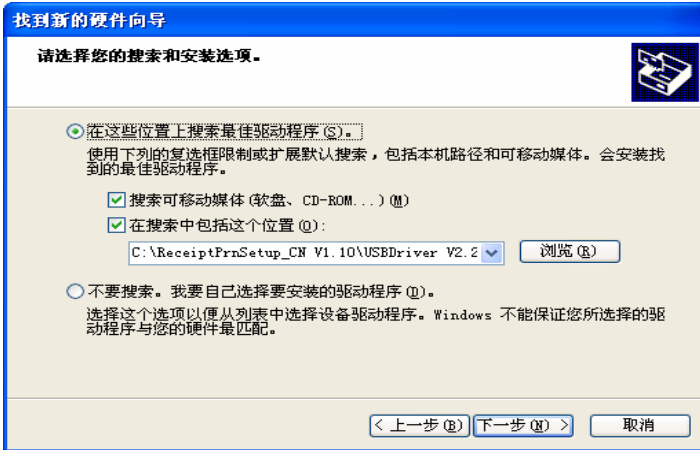 找到新的硬件向导
请选择您的搜索和安装选项。
在这些位置上搜索最佳驱动程序(S)。
使用下列的复选框限制或扩展默认搜索，包括本机路径和可移动媒体。会安装找
到的最佳驱动程序。
搜索可移动媒体(软盘、CD-ROM...)(M)
在搜索中包括这个位置(O):
C:\ReceiptPrnSetup_CN V1.10\USBDriver V2.2
浏览(R)
不要搜索。我要自己选择要安装的驱动程序(D)。
选择这个选项以便从列表中选择设备驱动程序。Windows 不能保证您所选择的驱
动程序与您的硬件最匹配。
< 上一步(B) 下一步(N) > 取消